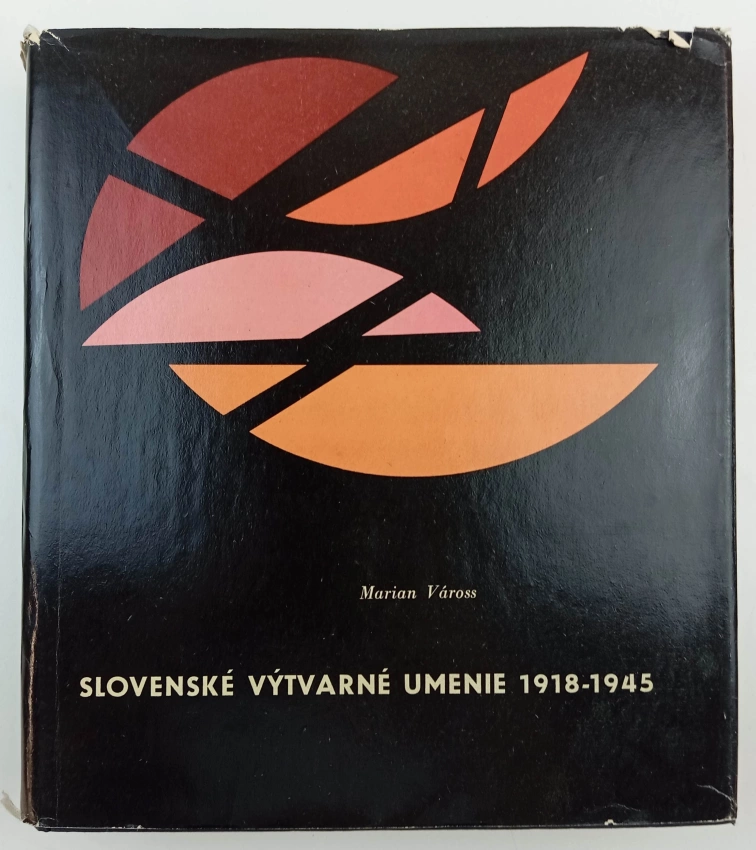 Marian Váross
SLOVENSKÉ VÝTVARNÉ UMENIE 1918-1945